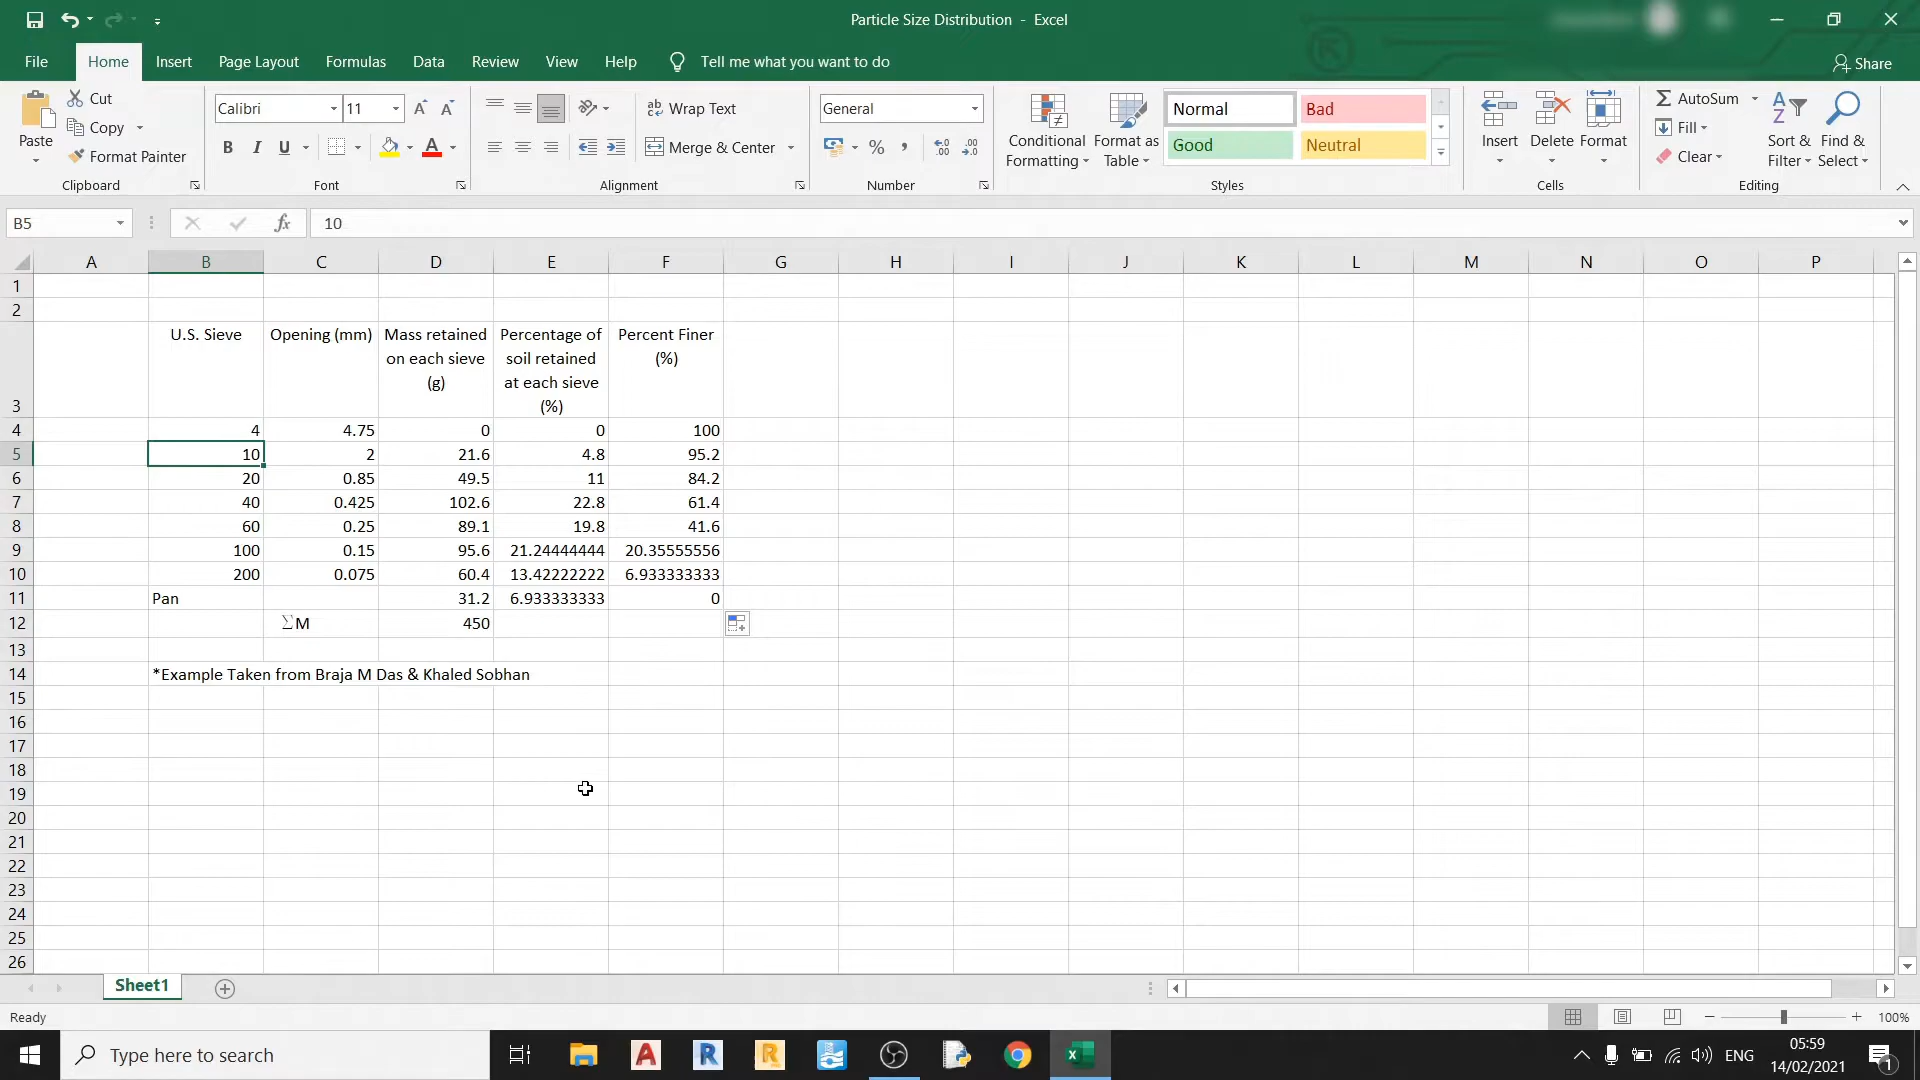 Particle Size Distribution - Excel
File Home Insert Page Layout Formulas Data Review View Help Tell me what you want to do Share
Paste
Cut
Copy
Format Painter
Clipboard
Calibri 11
B I U
Font
Wrap Text
Merge & Center
Alignment
General
Number
Conditional Formatting
Format as Table
Normal Bad
Good Neutral
Styles
Insert Delete Format
Cells
AutoSum
Fill
Clear
Sort & Filter
Find & Select
Editing
B5 fx 10
A B C D E F G H I J K L M N O P
1
2
3 U.S. Sieve Opening (mm) Mass retained on each sieve (g) Percentage of soil retained at each sieve (%) Percent Finer (%)
4 4 4.75 0 0 100
5 10 2 21.6 4.8 95.2
6 20 0.85 49.5 11 84.2
7 40 0.425 102.6 22.8 61.4
8 60 0.25 89.1 19.8 41.6
9 100 0.15 95.6 21.24444444 20.35555556
10 200 0.075 60.4 13.42222222 6.933333333
11 Pan 31.2 6.933333333 0
12 ∑M 450
13
14 *Example Taken from Braja M Das & Khaled Sobhan
15
16
17
18
19
20
21
22
23
24
25
26
Sheet1
Ready 100%
Type here to search
ENG
05:59
14/02/2021
1